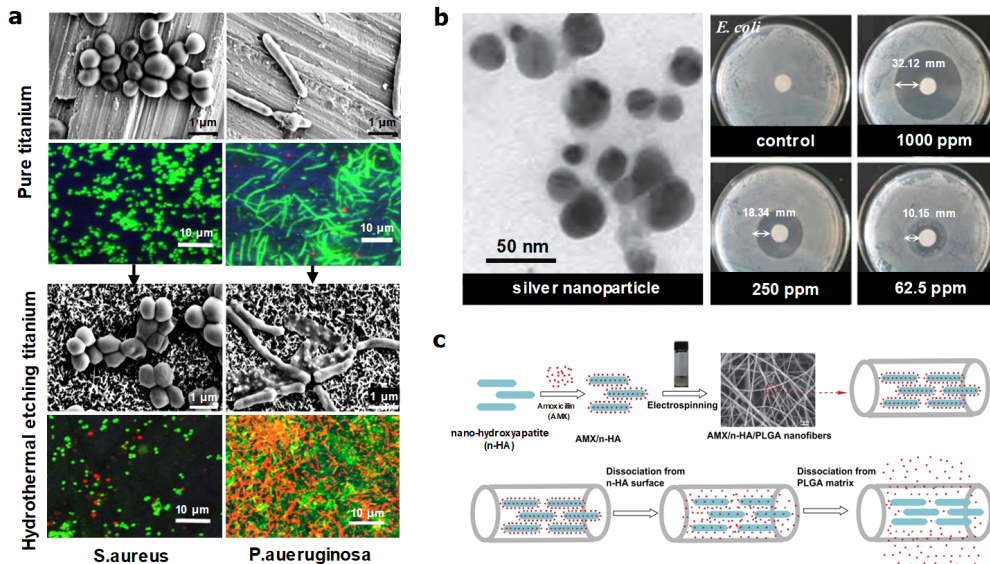 a
Pure titanium
1 µm
1 µm
10 µm
10 µm
Hydrothermal etching titanium
1 µm
1 µm
10 µm
10 µm
S.aureus
P.aueruginosa
b
50 nm
silver nanoparticle
E. coli
control
32.12 mm
1000 ppm
18.34 mm
250 ppm
10.15 mm
62.5 ppm
c
nano-hydroxyapatite
(n-HA)
Amoxicillin
(AMX)
AMX/n-HA
Electrospinning
AMX/n-HA/PLGA nanofibers
Dissociation from
n-HA surface
Dissociation from
PLGA matrix